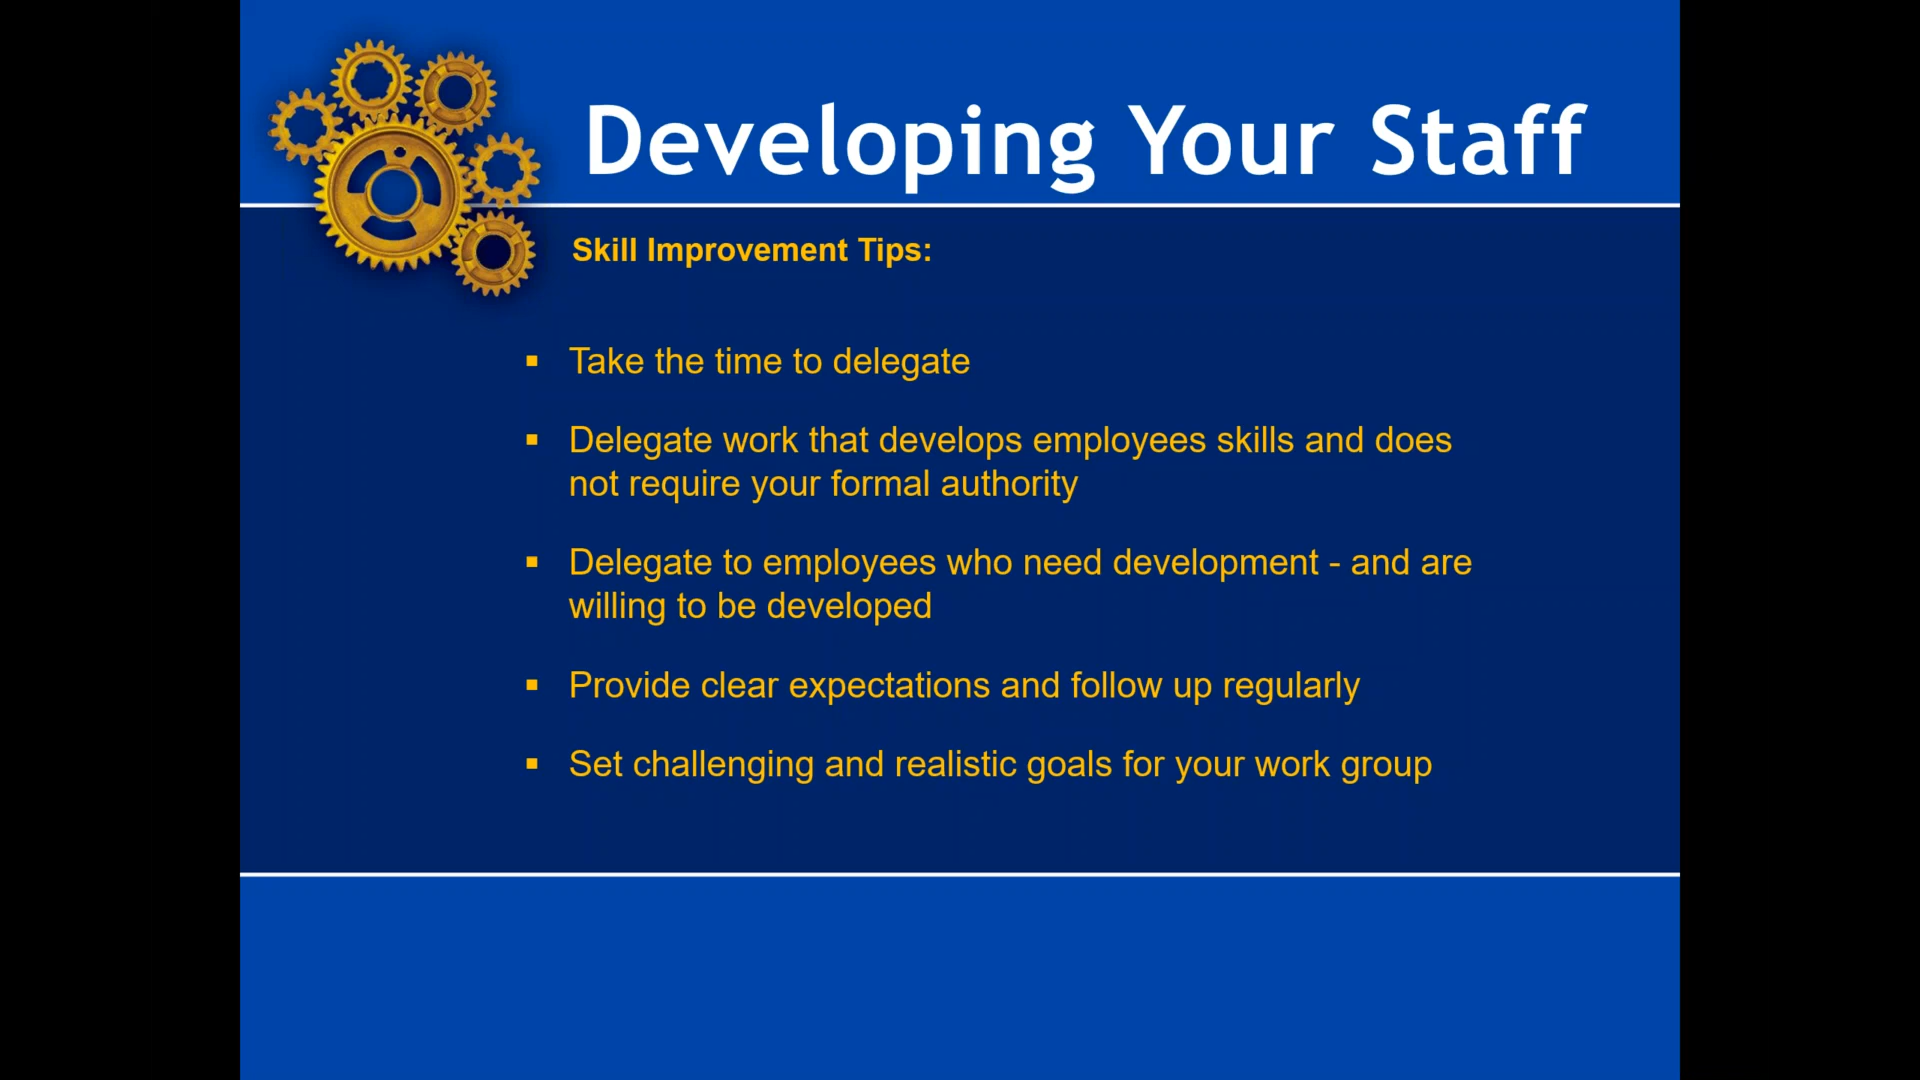 Developing Your Staff
Skill Improvement Tips:
▪ Take the time to delegate
▪ Delegate work that develops employees skills and does
not require your formal authority
▪ Delegate to employees who need development - and are
willing to be developed
▪ Provide clear expectations and follow up regularly
▪ Set challenging and realistic goals for your work group